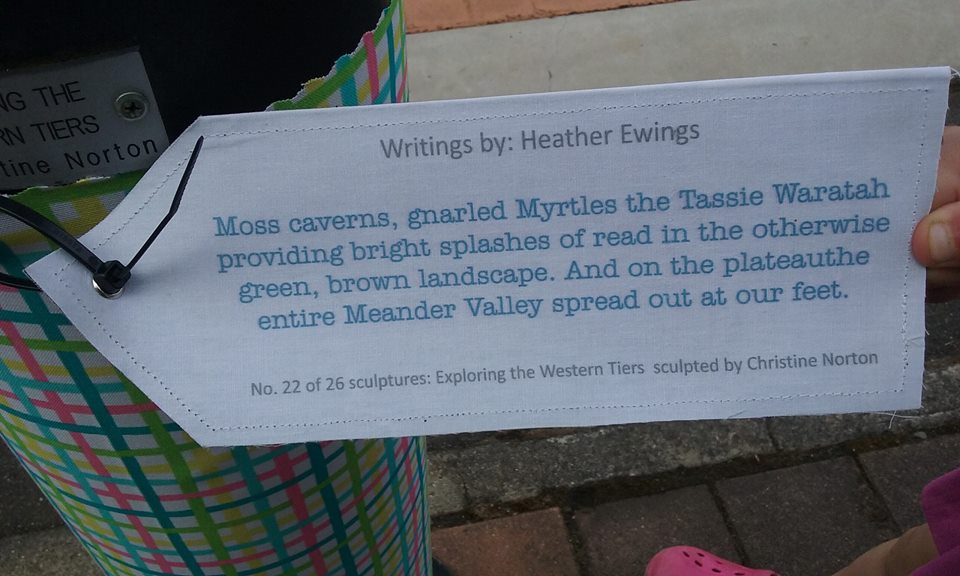 NG THE
RN TIERS
tine Norton
Writings by: Heather Ewings
Moss caverns, gnarled Myrtles the Tassie Waratah
providing bright splashes of read in the otherwise
green, brown landscape. And on the plateauthe
entire Meander Valley spread out at our feet.
No. 22 of 26 sculptures: Exploring the Western Tiers sculpted by Christine Norton